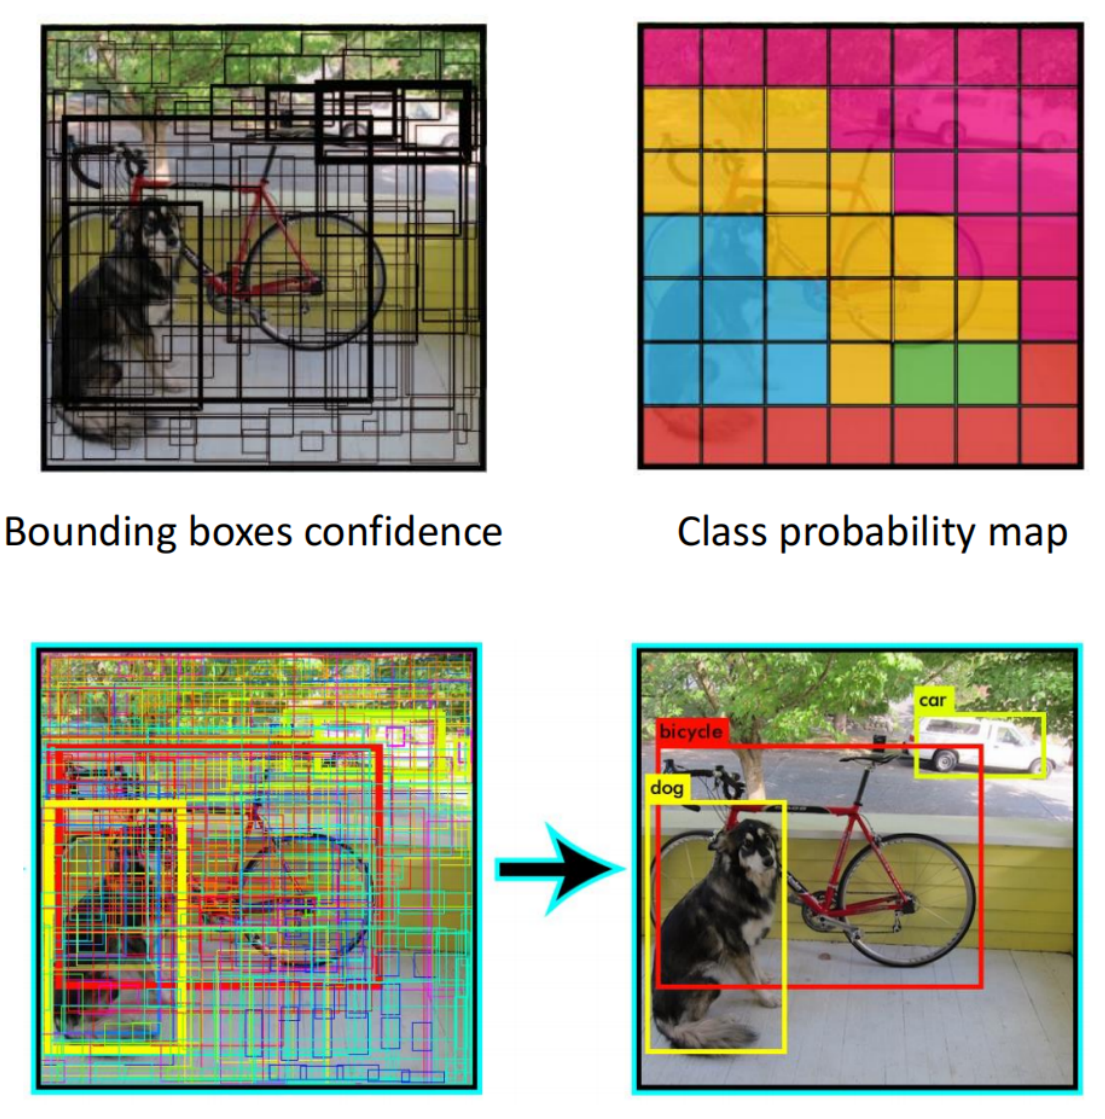 Bounding boxes confidence
Class probability map
car
bicycle
dog